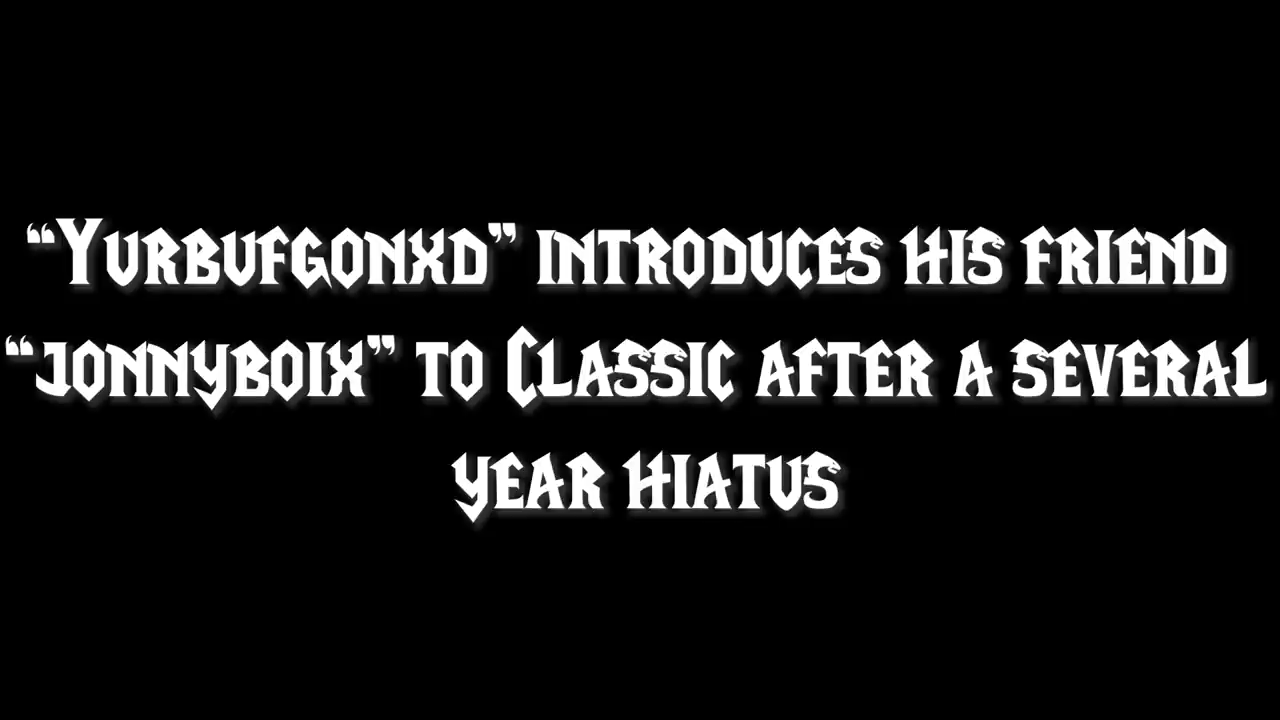 “Yurbufgonxd” introduces his friend
“jonnyboix” to Classic after a several
year hiatus